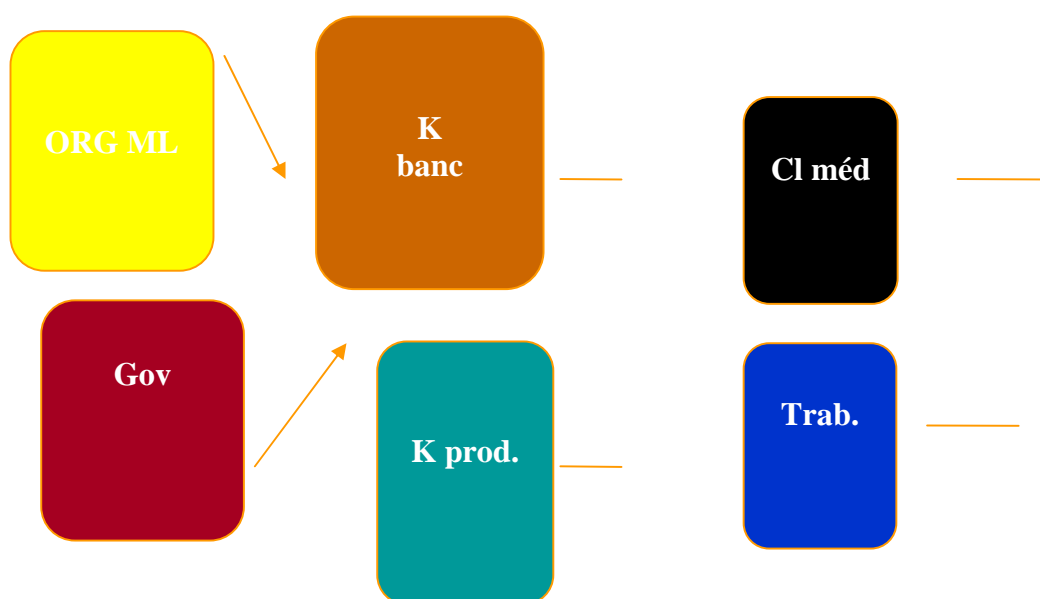 ORG ML
K
banc
Cl méd
Gov
K prod.
Trab.